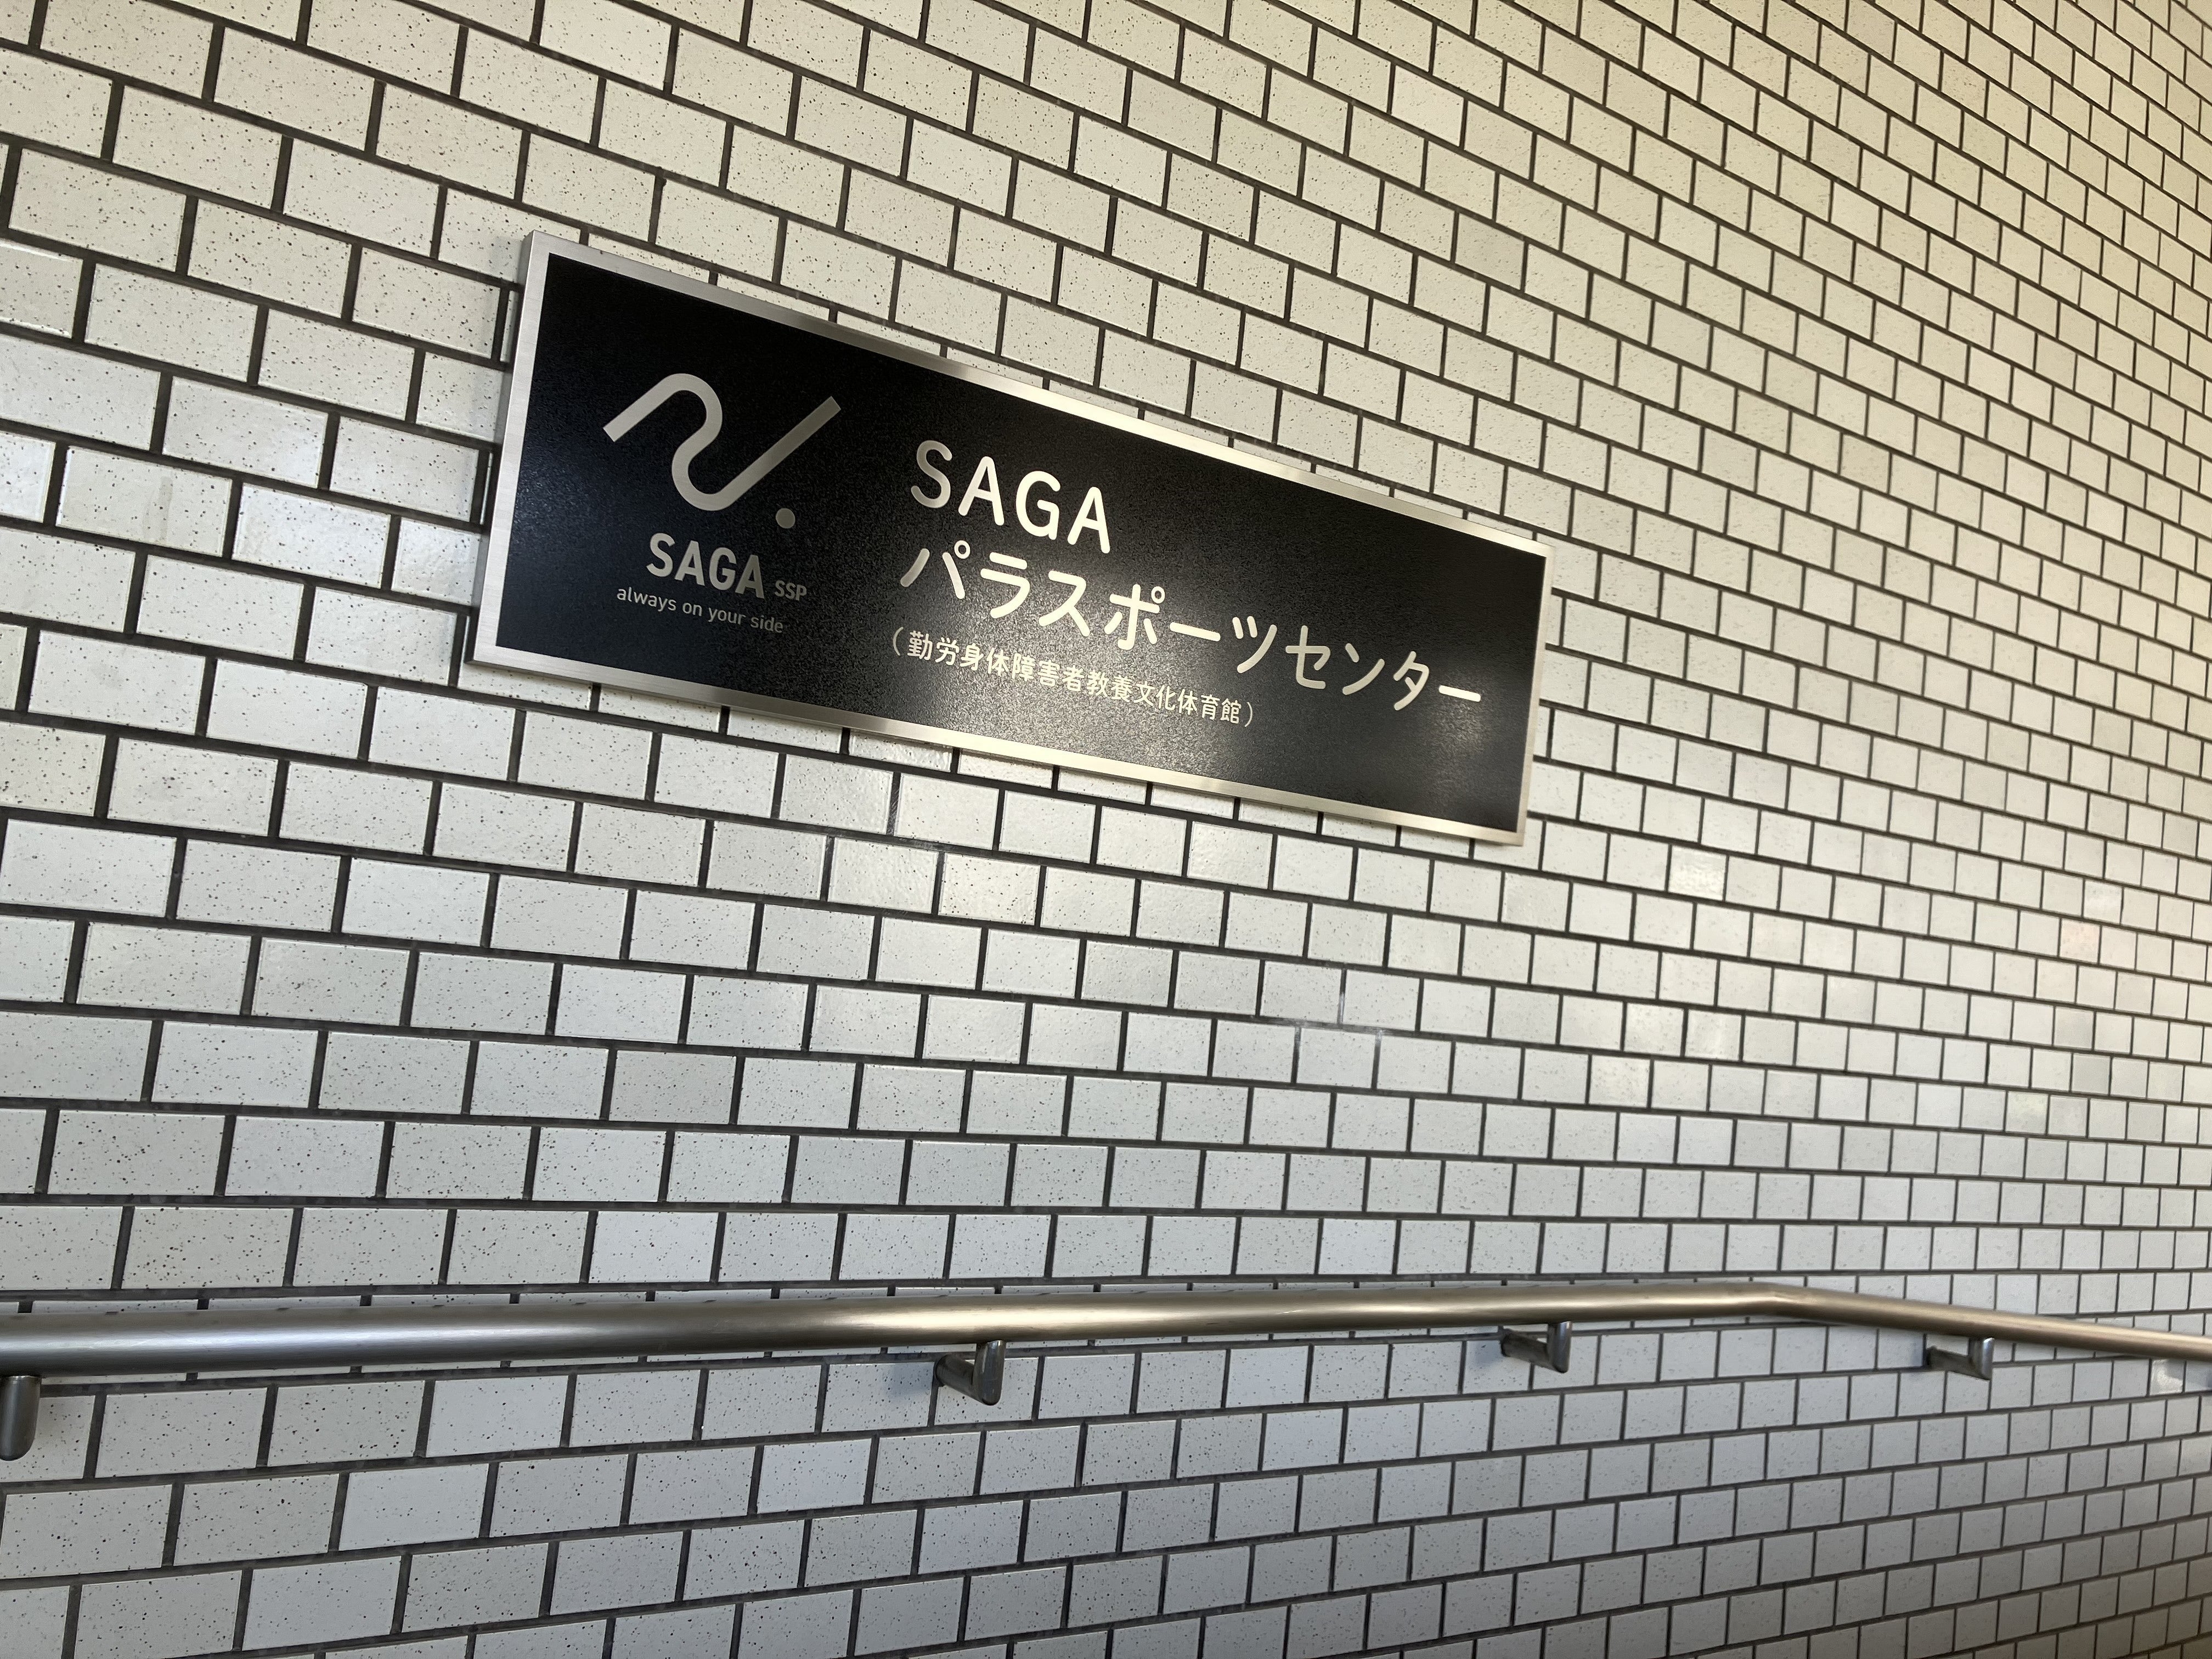 SAGA SSP
always on your side
SAGA
パラスポーツセンター
（勤労身体障害者教養文化体育館）